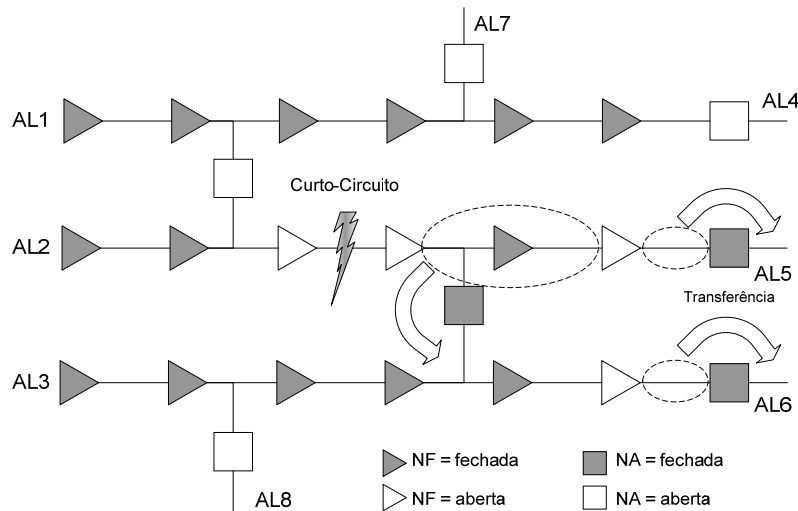 AL7
AL1
AL4
Curto-Circuito
AL2
AL5
Transferência
AL3
AL6
NF = fechada
NA = fechada
NF = aberta
NA = aberta
AL8